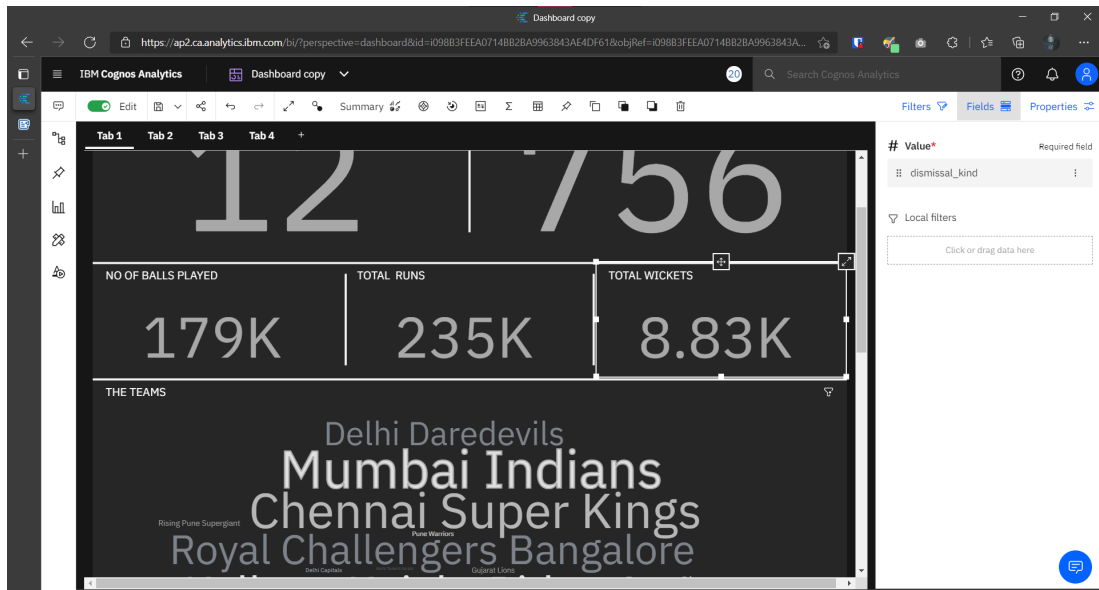 Dashboard copy
https://ap2.ca.analytics.ibm.com/bi/?perspective=dashboard&id=i098B3FEEA0714BB2BA9963843AE4DF61&objRef=i098B3FEEA0714BB2BA9963843A...
IBM Cognos Analytics
Dashboard copy
20
Search Cognos Analytics
Edit
Summary
Filters
Fields
Properties
Tab 1
Tab 2
Tab 3
Tab 4
12
756
NO OF BALLS PLAYED
TOTAL RUNS
TOTAL WICKETS
179K
235K
8.83K
THE TEAMS
Delhi Daredevils
Mumbai Indians
Chennai Super Kings
Rising Pune Supergiant
Pune Warriors
Royal Challengers Bangalore
Delhi Capitals
Gujarat Lions
# Value*
Required field
dismissal_kind
Local filters
Click or drag data here